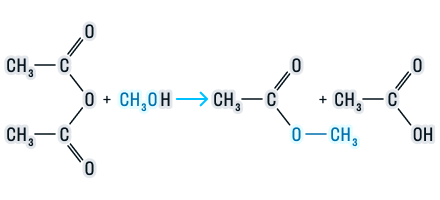 O
CH₃ C
O + CH₃OH CH₃ C O + CH₃ C O
CH₃ C O CH₃ OH
O